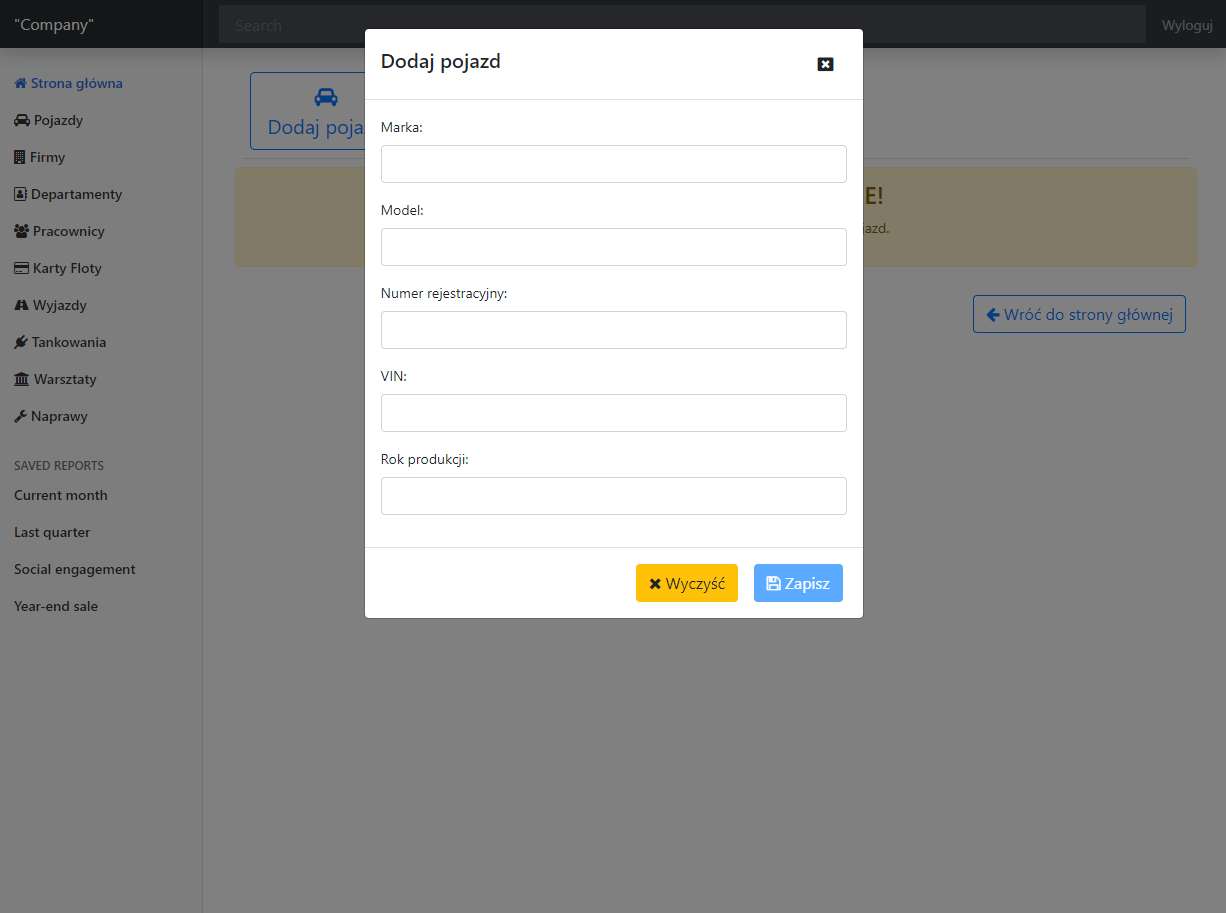 "Company"
Search
Wyloguj
Strona główna
Pojazdy
Firmy
Departamenty
Pracownicy
Karty Floty
Wyjazdy
Tankowania
Warsztaty
Naprawy
SAVED REPORTS
Current month
Last quarter
Social engagement
Year-end sale
Dodaj
E!
Wróć do strony głównej
Dodaj pojazd
Marka:
Model:
Numer rejestracyjny:
VIN:
Rok produkcji:
Wyczyść
Zapisz